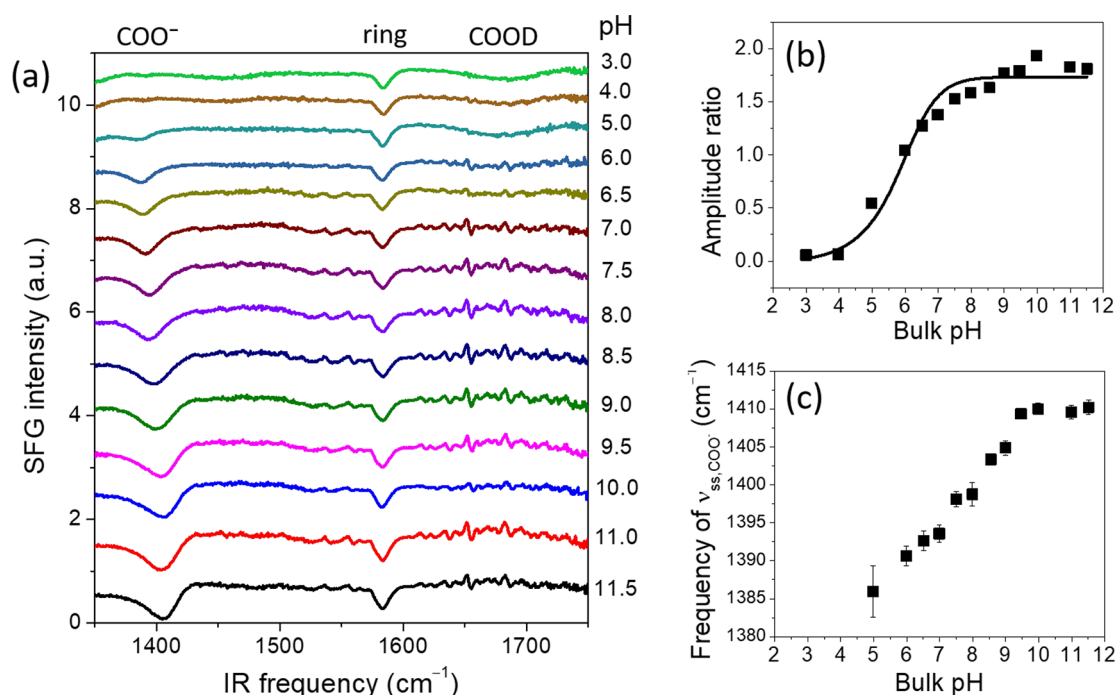 (a)
COO⁻ ring COOD pH
3.0
4.0
5.0
6.0
6.5
7.0
7.5
8.0
8.5
9.0
9.5
10.0
11.0
11.5
10
8
6
4
2
0
SFG intensity (a.u.)
1400 1500 1600 1700
IR frequency (cm⁻¹)
(b)
2.0
1.5
1.0
0.5
0.0
Amplitude ratio
2 3 4 5 6 7 8 9 10 11 12
Bulk pH
(c)
1415
1410
1405
1400
1395
1390
1385
1380
Frequency of νss,COO- (cm⁻¹)
2 3 4 5 6 7 8 9 10 11 12
Bulk pH